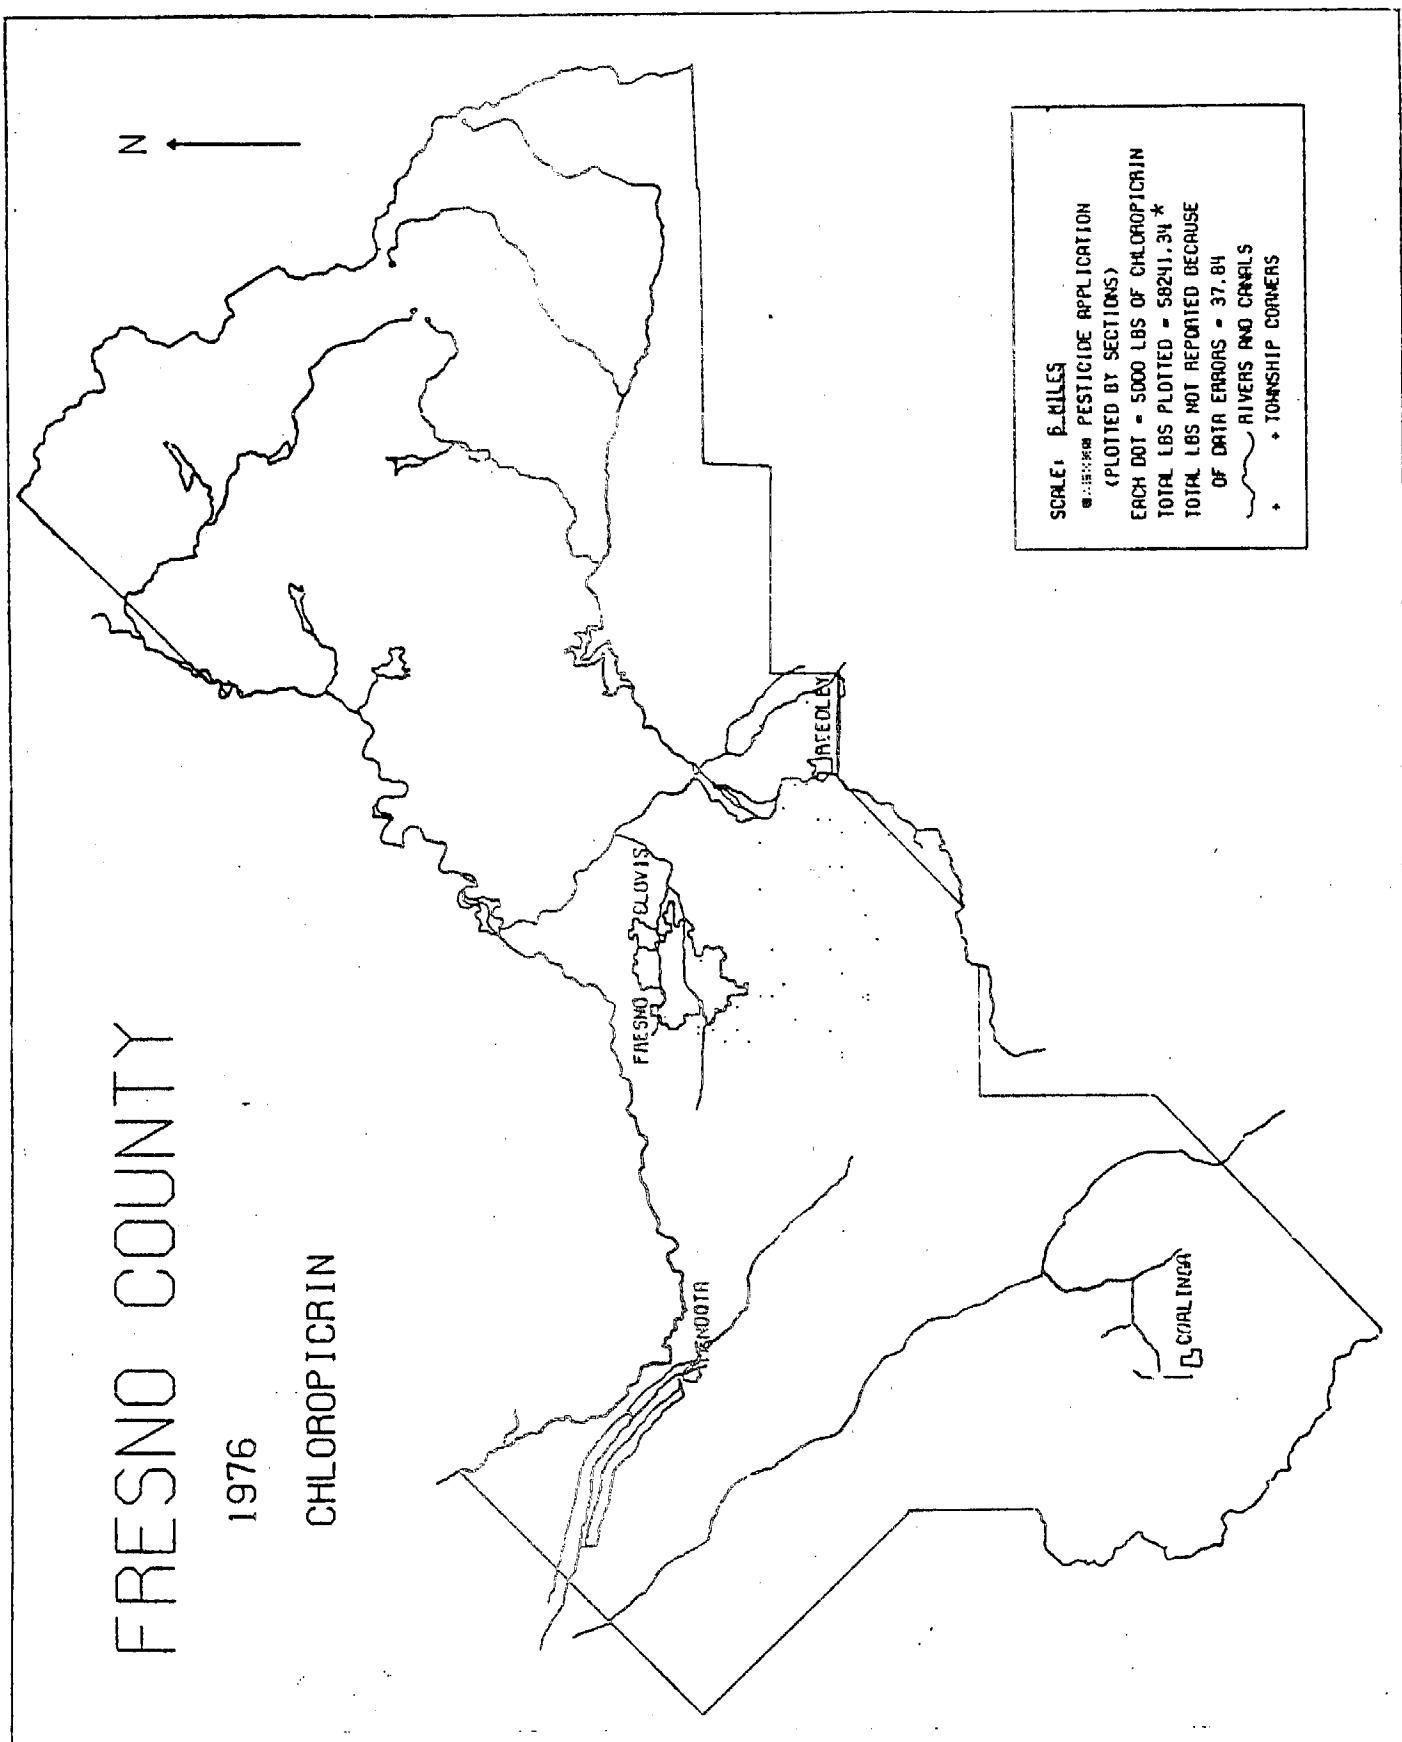 FRESNO COUNTY
1976
CHLOROPICRIN
N
FRESNO
CLOVIS
REEDLEY
MENDOTA
COALINGA
SCALE: 6 MILES
PESTICIDE APPLICATION
(PLOTTED BY SECTIONS)
EACH DOT = 5000 LBS OF CHLOROPICRIN
TOTAL LBS PLOTTED = 58241.34 *
TOTAL LBS NOT REPORTED BECAUSE
OF DATA ERRORS = 37.84
RIVERS AND CANALS
+ + TOWNSHIP CORNERS